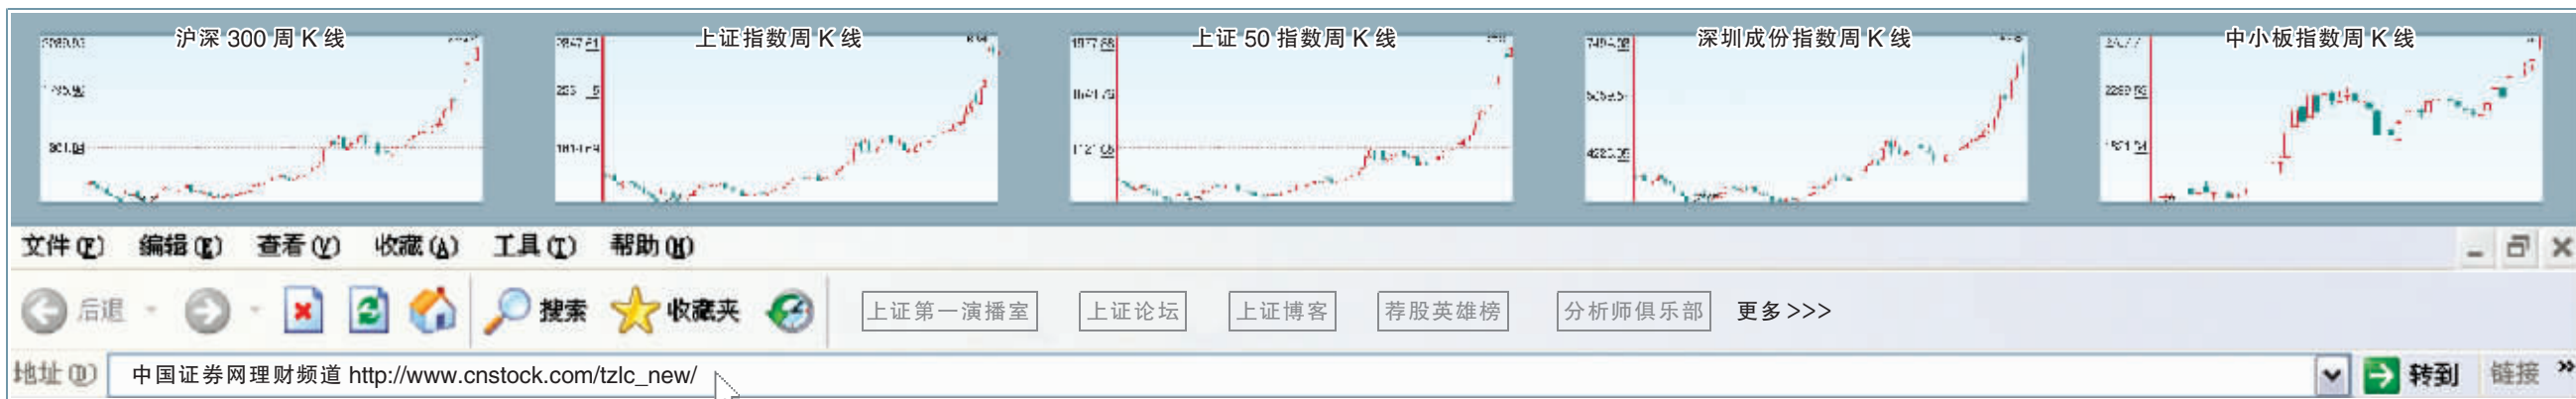 沪深 300 周 K 线
上证指数周 K 线
上证 50 指数周 K 线
深圳成份指数周 K 线
中小板指数周 K 线
文件(F) 编辑(E) 查看(V) 收藏(A) 工具(T) 帮助(H)
后退 搜索 收藏夹 上证第一演播室 上证论坛 上证博客 荐股英雄榜 分析师俱乐部 更多>>>
地址(D) 中国证券网理财频道 http://www.cnstock.com/tzlc_new/ 转到 链接 »